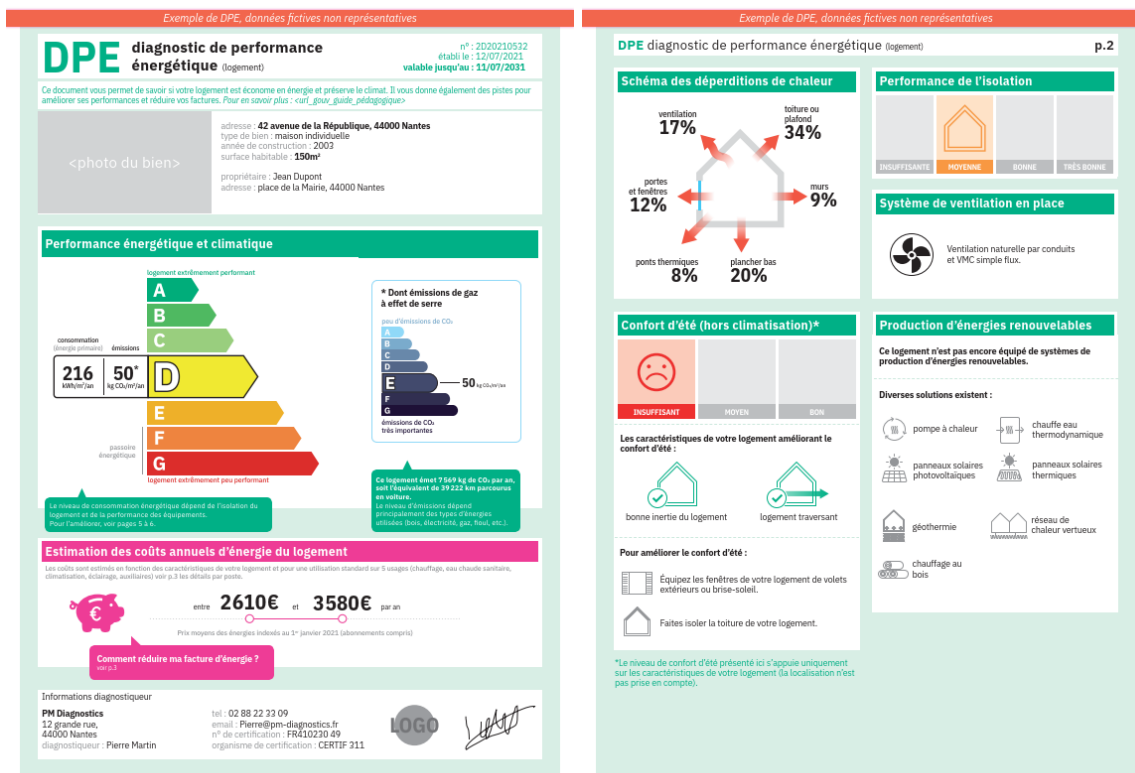 Exemple de DPE, données fictives non représentatives
DPE
diagnostic de performance
énergétique (logement)
n° : 2D20210532
établi le : 12/07/2021
valable jusqu'au : 11/07/2031
Ce document vous permet de savoir si votre logement est économe en énergie et préserve le climat. Il vous donne également des pistes pour
améliorer ses performances et réduire vos factures. Pour en savoir plus : <url_gouv_guide_pédagogique>
<photo du bien>
adresse : 42 avenue de la République, 44000 Nantes
type de bien : maison individuelle
année de construction : 2003
surface habitable : 150m²
propriétaire : Jean Dupont
adresse : place de la Mairie, 44000 Nantes
Performance énergétique et climatique
logement extrêmement performant
A
B
C
D
E
F
G
logement extrêmement peu performant
consommation
(énergie primaire)
émissions
216
kWh/m²/an
50*
kg CO₂/m²/an
passoire
énergétique
* Dont émissions de gaz
à effet de serre
peu d'émissions de CO₂
A
B
C
D
E
F
G
50 kg CO₂/m²/an
émissions de CO₂
très importantes
Le niveau de consommation énergétique dépend de l'isolation du
logement et de la performance des équipements.
Pour l'améliorer, voir pages 5 à 6.
Ce logement émet 7 569 kg de CO₂ par an,
soit l'équivalent de 39 222 km parcourus
en voiture.
Le niveau d'émissions dépend
principalement des types d'énergies
utilisées (bois, électricité, gaz, fioul, etc.).
Estimation des coûts annuels d'énergie du logement
Les coûts sont estimés en fonction des caractéristiques de votre logement et pour une utilisation standard sur 5 usages (chauffage, eau chaude sanitaire,
climatisation, éclairage, auxiliaires) voir p.3 les détails par poste.
€
entre 2610€ et 3580€ par an
Prix moyens des énergies indexés au 1er janvier 2021 (abonnements compris)
Comment réduire ma facture d'énergie ?
voir p.3
Informations diagnostiqueur
PM Diagnostics
12 grande rue,
44000 Nantes
diagnostiqueur : Pierre Martin
tel : 02 88 22 33 09
email : Pierre@pm-diagnostics.fr
n° de certification : FR410230 49
organisme de certification : CERTIF 311
LOGO
Exemple de DPE, données fictives non représentatives
DPE diagnostic de performance énergétique (logement)
p.2
Schéma des déperditions de chaleur
ventilation
17%
toiture ou
plafond
34%
portes
et fenêtres
12%
murs
9%
ponts thermiques
8%
plancher bas
20%
Performance de l'isolation
INSUFFISANTE
MOYENNE
BONNE
TRÈS BONNE
Système de ventilation en place
Ventilation naturelle par conduits
et VMC simple flux.
Confort d'été (hors climatisation)*
INSUFFISANT
MOYEN
BON
Les caractéristiques de votre logement améliorant le
confort d'été :
bonne inertie du logement
logement traversant
Pour améliorer le confort d'été :
Équipez les fenêtres de votre logement de volets
extérieurs ou brise-soleil.
Faites isoler la toiture de votre logement.
*Le niveau de confort d'été présenté ici s'appuie uniquement
sur les caractéristiques de votre logement (la localisation n'est
pas prise en compte).
Production d'énergies renouvelables
Ce logement n'est pas encore équipé de systèmes de
production d'énergies renouvelables.
Diverses solutions existent :
pompe à chaleur
chauffe eau
thermodynamique
panneaux solaires
photovoltaïques
panneaux solaires
thermiques
géothermie
réseau de
chaleur vertueux
chauffage au
bois